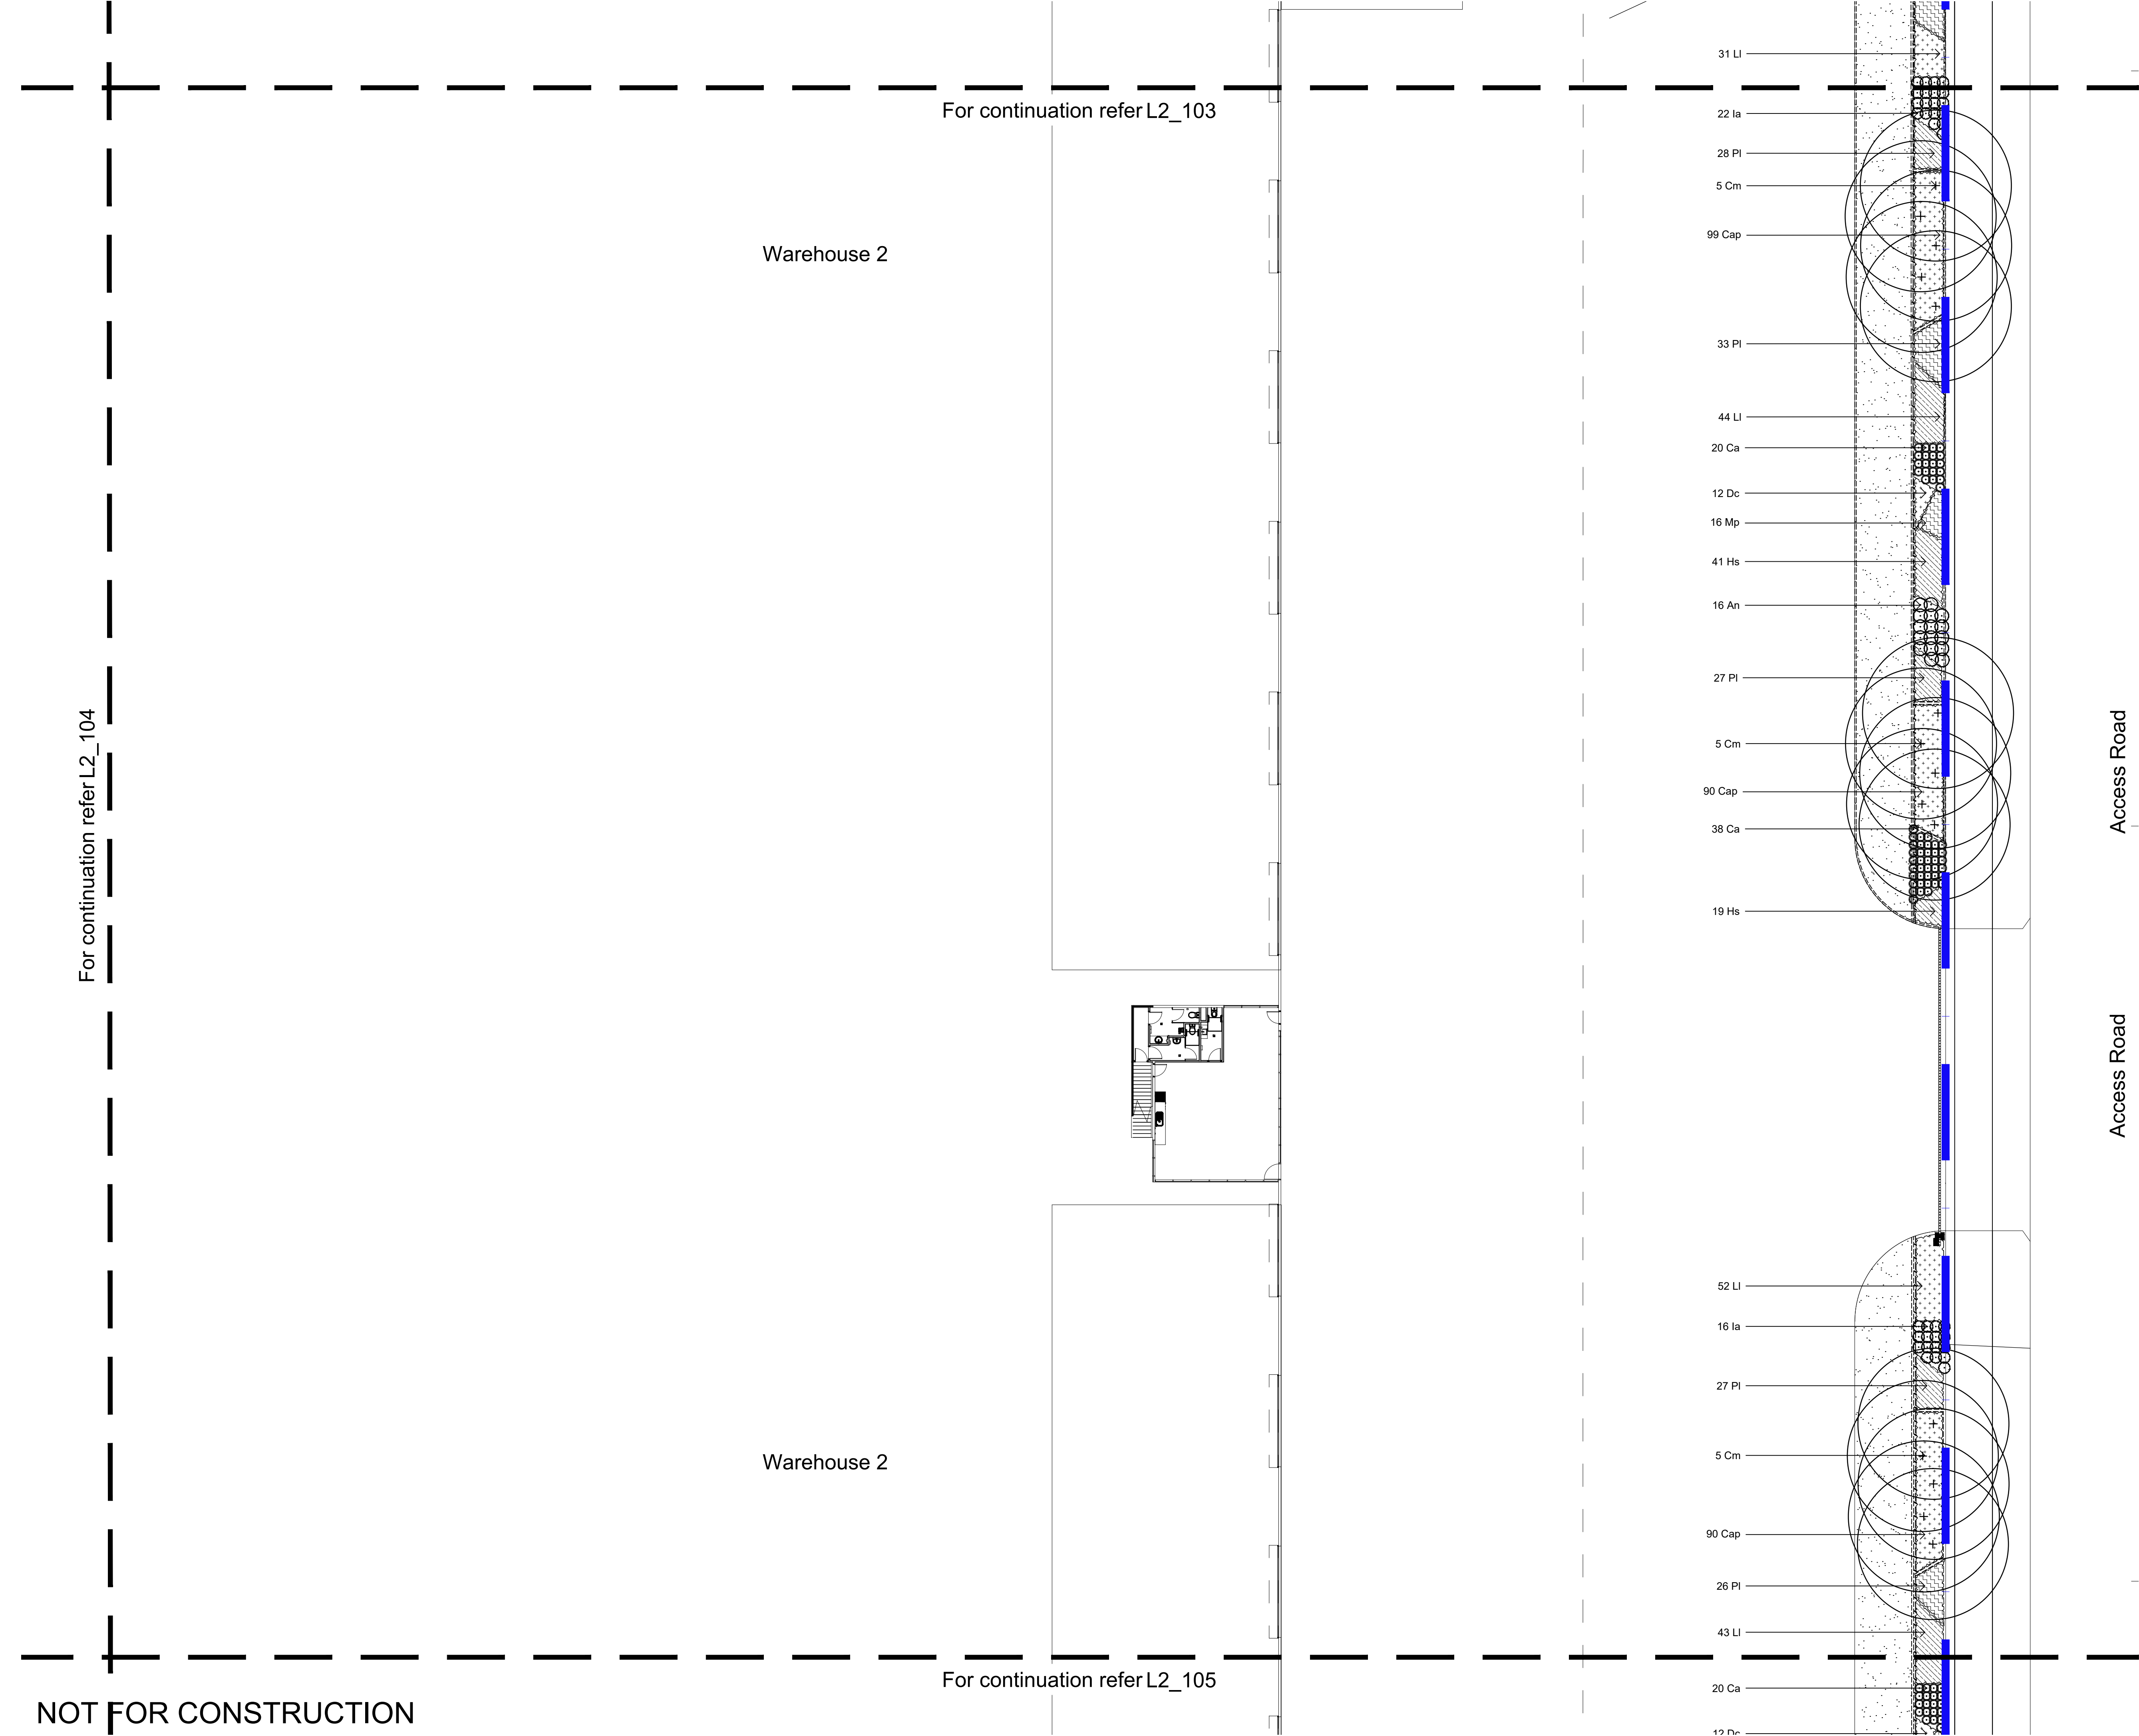 31 Ll
For continuation refer L2_103
22 Ia
28 Pl
5 Cm
99 Cap
Warehouse 2
33 Pl
44 Ll
20 Ca
12 Dc
16 Mp
41 Hs
16 An
27 Pl
5 Cm
90 Cap
38 Ca
19 Hs
For continuation refer L2_104
Access Road
Access Road
52 Ll
16 Ia
27 Pl
5 Cm
Warehouse 2
90 Cap
26 Pl
43 Ll
For continuation refer L2_105
20 Ca
NOT FOR CONSTRUCTION
12 Dc